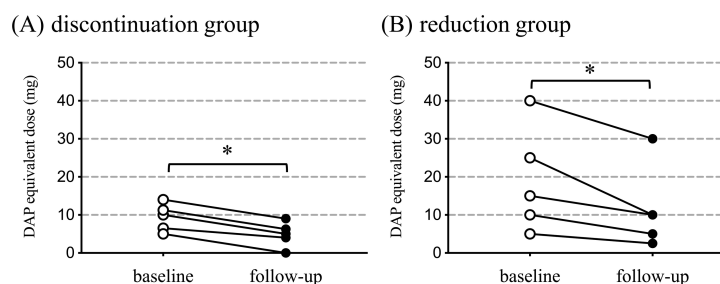 (A) discontinuation group
(B) reduction group
DAP equivalent dose (mg)
50
40
30
20
10
0
*
baseline
follow-up
DAP equivalent dose (mg)
50
40
30
20
10
0
*
baseline
follow-up